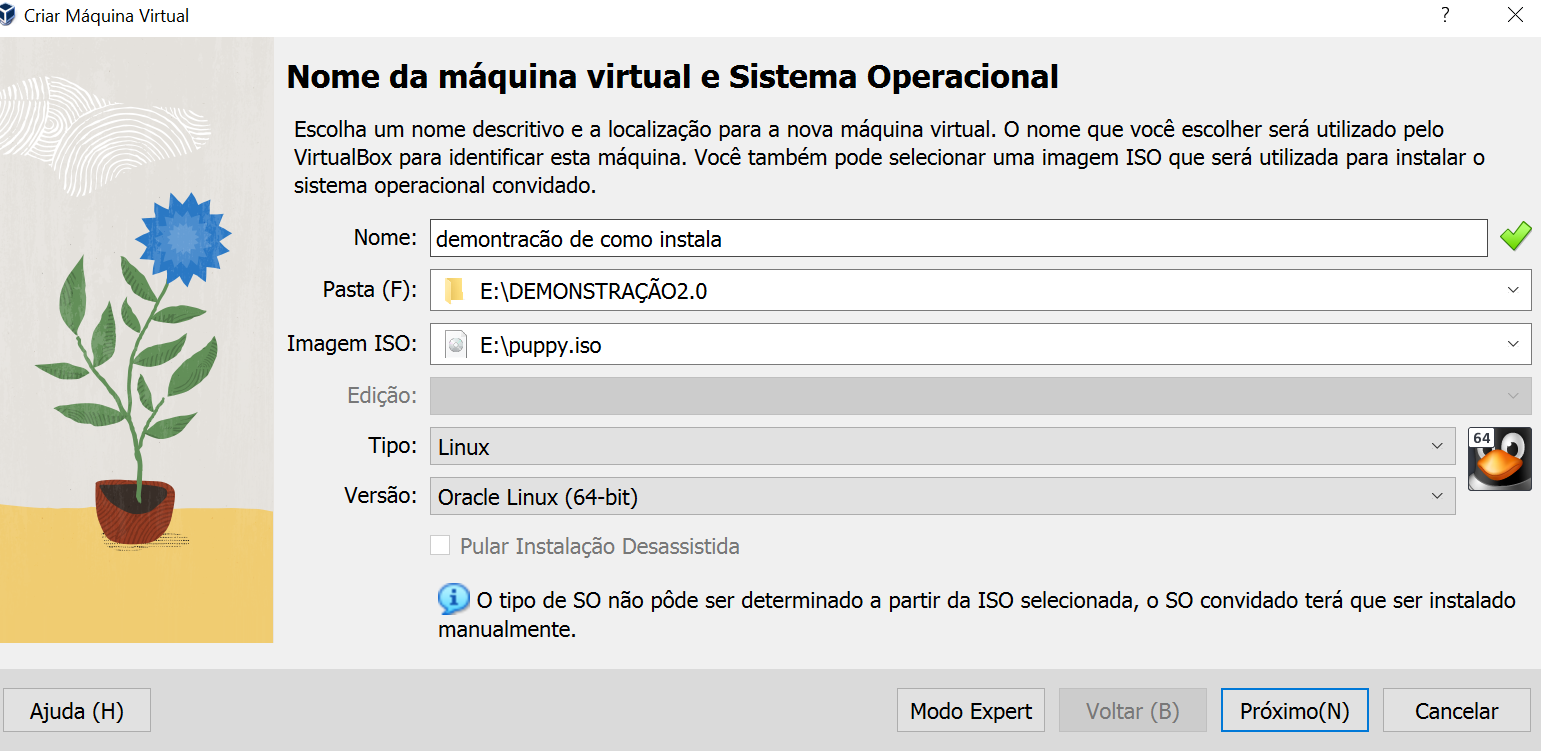 Criar Máquina Virtual
?
Nome da máquina virtual e Sistema Operacional
Escolha um nome descritivo e a localização para a nova máquina virtual. O nome que você escolher será utilizado pelo
VirtualBox para identificar esta máquina. Você também pode selecionar uma imagem ISO que será utilizada para instalar o
sistema operacional convidado.
Nome: demontracão de como instala
Pasta (F): E:\DEMONSTRAÇÃO2.0
Imagem ISO: E:\puppy.iso
Edição:
Tipo: Linux
64
Versão: Oracle Linux (64-bit)
Pular Instalação Desassistida
O tipo de SO não pôde ser determinado a partir da ISO selecionada, o SO convidado terá que ser instalado
manualmente.
Ajuda (H) Modo Expert Voltar (B) Próximo(N) Cancelar